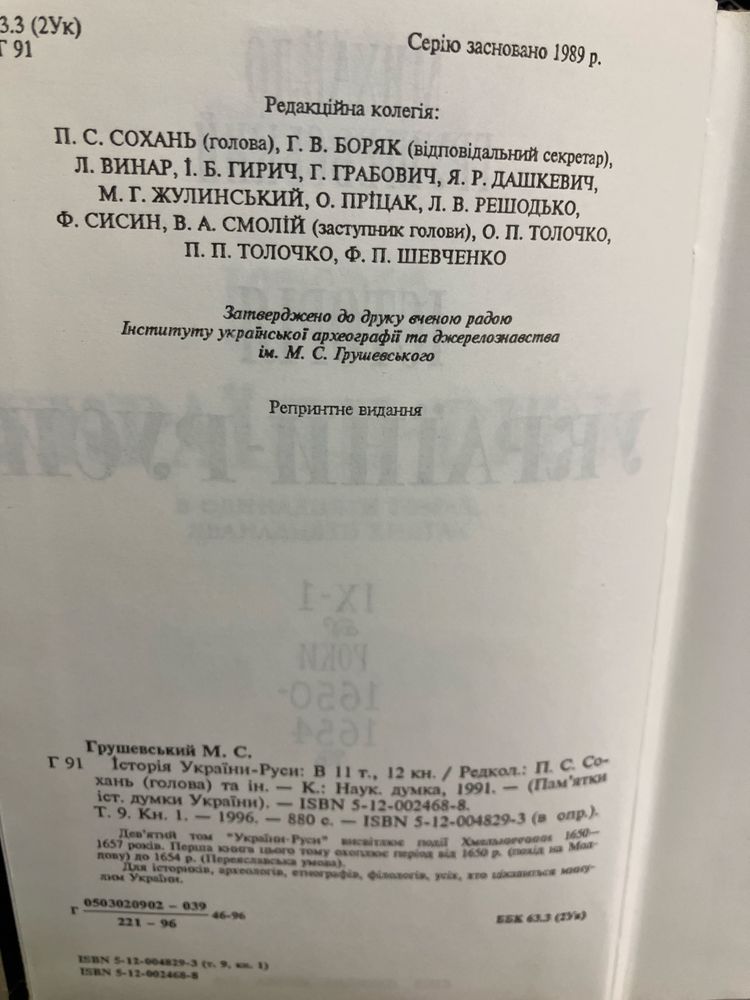 3.3 (2Ук)
Г 91
Серію засновано 1989 р.
Редакційна колегія:
П. С. СОХАНЬ (голова), Г. В. БОРЯК (відповідальний секретар),
Л. ВИНАР, І. Б. ГИРИЧ, Г. ГРАБОВИЧ, Я. Р. ДАШКЕВИЧ,
М. Г. ЖУЛИНСЬКИЙ, О. ПРІЦАК, Л. В. РЕШОДЬКО,
Ф. СИСИН, В. А. СМОЛІЙ (заступник голови), О. П. ТОЛОЧКО,
П. П. ТОЛОЧКО, Ф. П. ШЕВЧЕНКО
Затверджено до друку вченою радою
Інституту української археографії та джерелознавства
ім. М. С. Грушевського
Репринтне видання
Грушевський М. С.
Г 91 Історія України-Руси: В 11 т., 12 кн. / Редкол.: П. С. Со-
хань (голова) та ін. — К.: Наук. думка, 1991. — (Пам'ятки
іст. думки України). — ISBN 5-12-002468-8.
Т. 9. Кн. 1. — 1996. — 880 с. — ISBN 5-12-004829-3 (в опр.).
Дев'ятий том "України-Руси" висвітлює події Хмельниччини 1650—
1657 років. Перша книга цього тому охоплює період від 1650 р. (похід на Мол-
дову) до 1654 р. (Переяславська умова).
Для істориків, археологів, етнографів, філологів, усіх, хто цікавиться мину-
лим України.
Г 0503020902 – 039
221 – 96
46-96
ББК 63.3 (2Ук)
ISBN 5-12-004829-3 (т. 9, кн. 1)
ISBN 5-12-002468-8